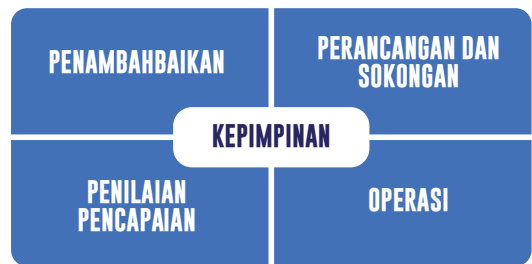 PENAMBAHBAIKAN
PERANCANGAN DAN
SOKONGAN
KEPIMPINAN
PENILAIAN
PENCAPAIAN
OPERASI